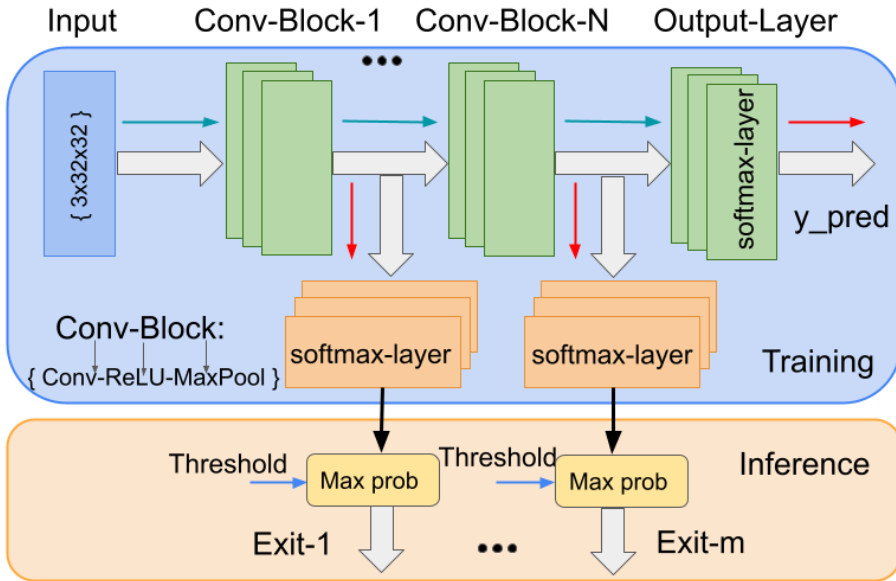 Input
Conv-Block-1
Conv-Block-N
Output-Layer
{ 3x32x32 }
softmax-layer
y_pred
Conv-Block:
{ Conv-ReLU-MaxPool }
softmax-layer
softmax-layer
Training
Threshold
Max prob
Threshold
Max prob
Inference
Exit-1
Exit-m